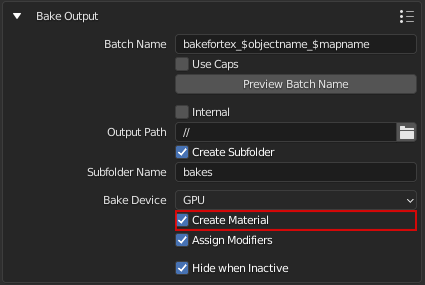 Bake Output
Batch Name bakefortex_$objectname_$mapname
Use Caps
Preview Batch Name
Internal
Output Path //
Create Subfolder
Subfolder Name bakes
Bake Device GPU
Create Material
Assign Modifiers
Hide when Inactive